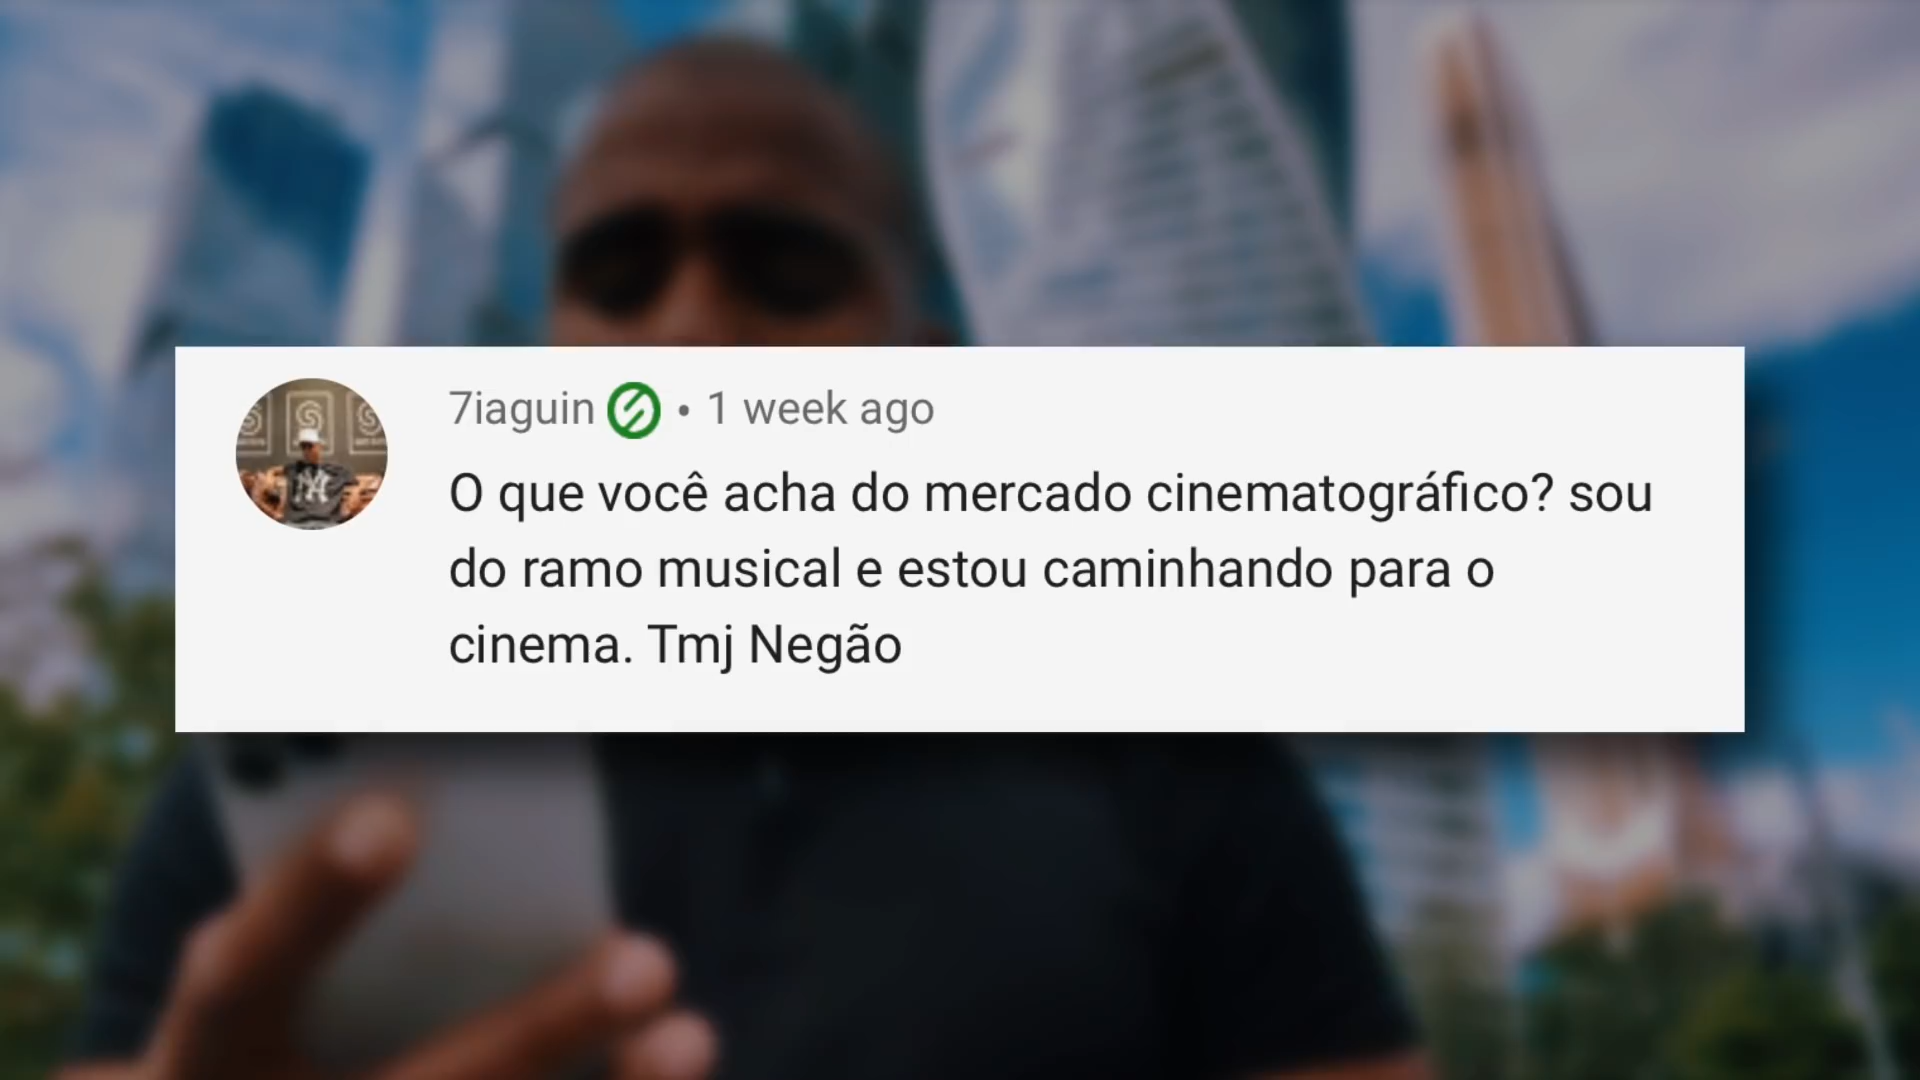 7iaguin • 1 week ago
O que você acha do mercado cinematográfico? sou
do ramo musical e estou caminhando para o
cinema. Tmj Negão